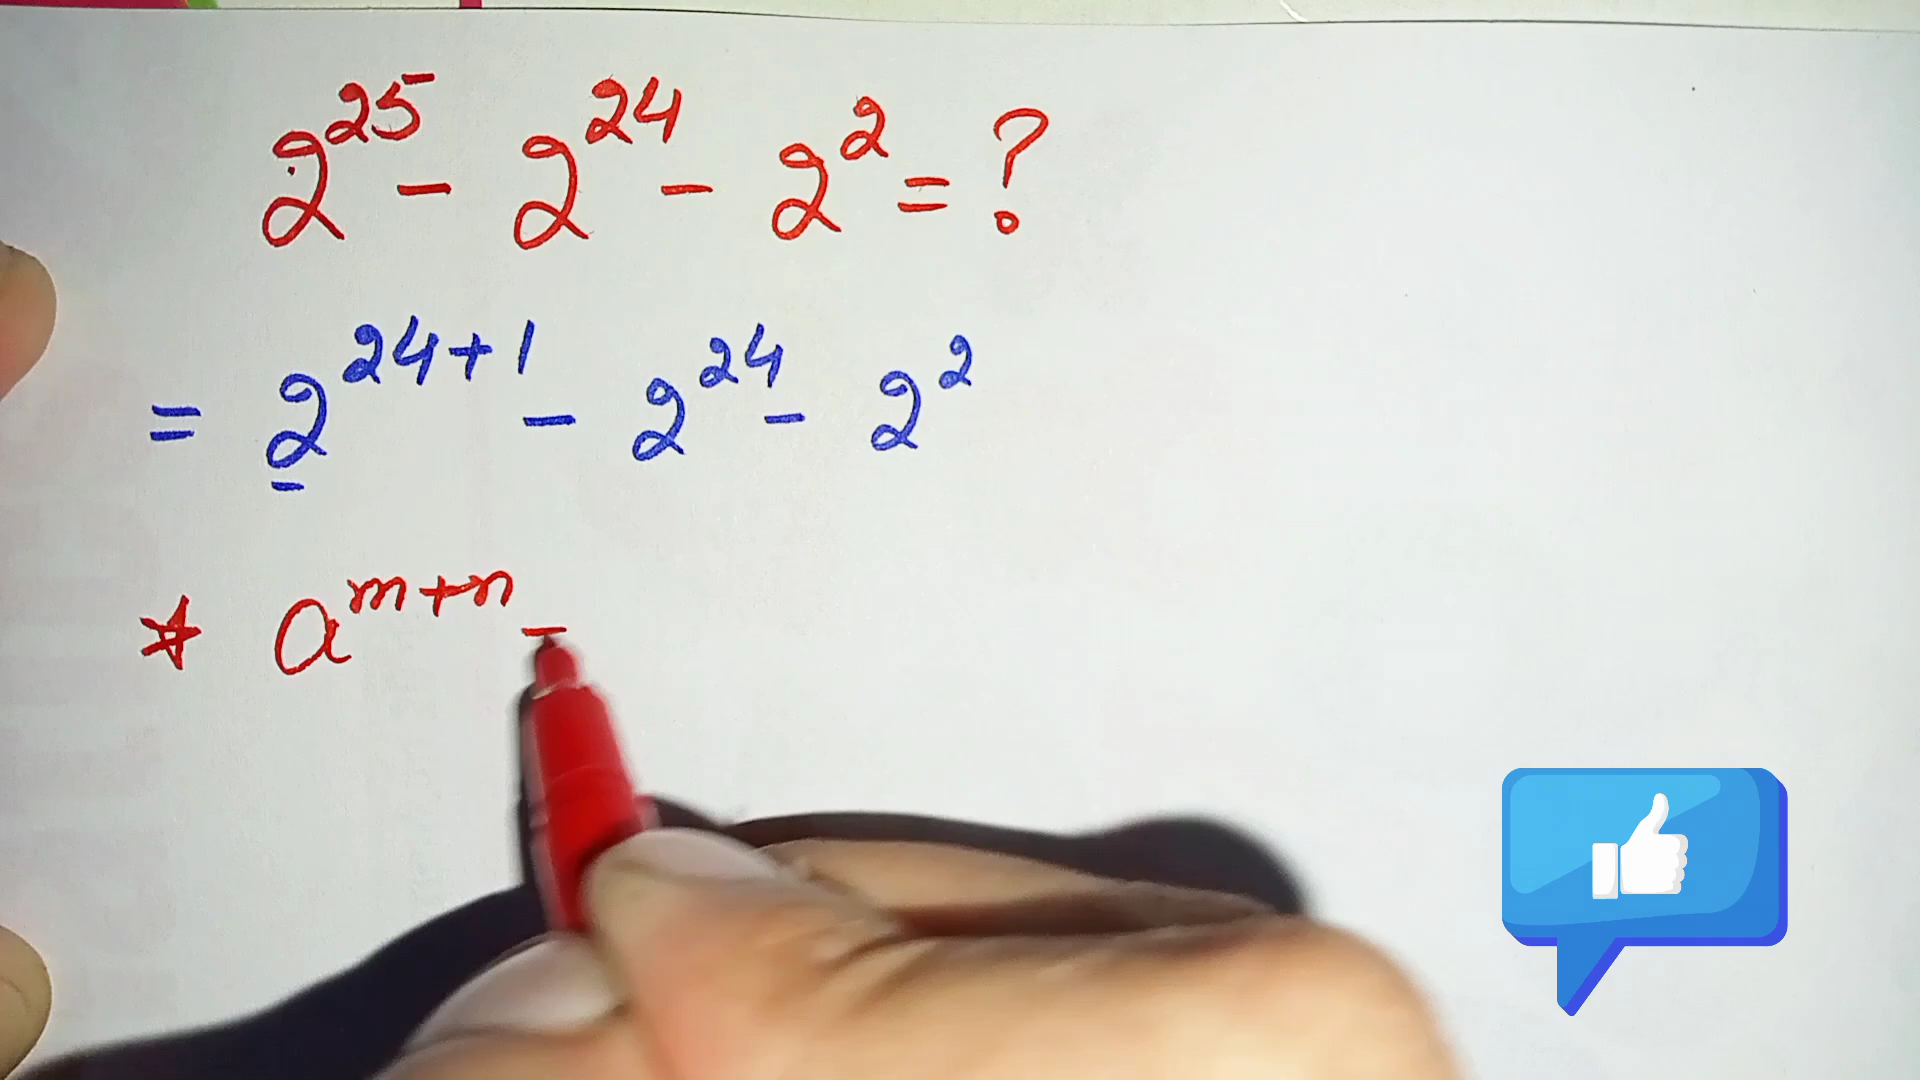 2^25 - 2^24 - 2^2 = ?
= 2^24+1 - 2^24 - 2^2
* a^m+n -